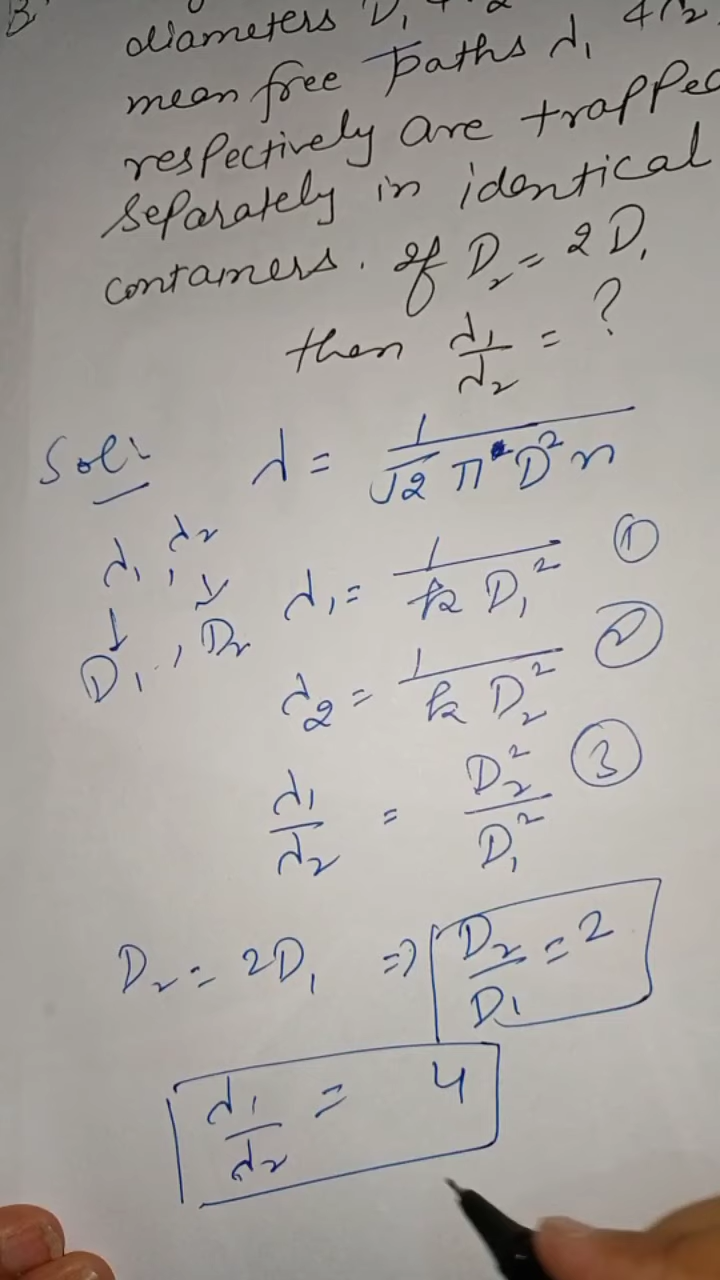 diameters D₁
mean free paths λ₁ & λ₂
respectively are trapped
separately in identical
containers. If D₂ = 2D₁
then λ₁/λ₂ = ?
Sol: λ = 1/(√2 π D² n)
λ₁, λ₂
λ₁ = 1/(k D₁²) ①
D₁, D₂
λ₂ = 1/(k D₂²) ②
λ₁/λ₂ = D₂²/D₁² ③
D₂ = 2D₁ ⇒ D₂/D₁ = 2
λ₁/λ₂ = 4